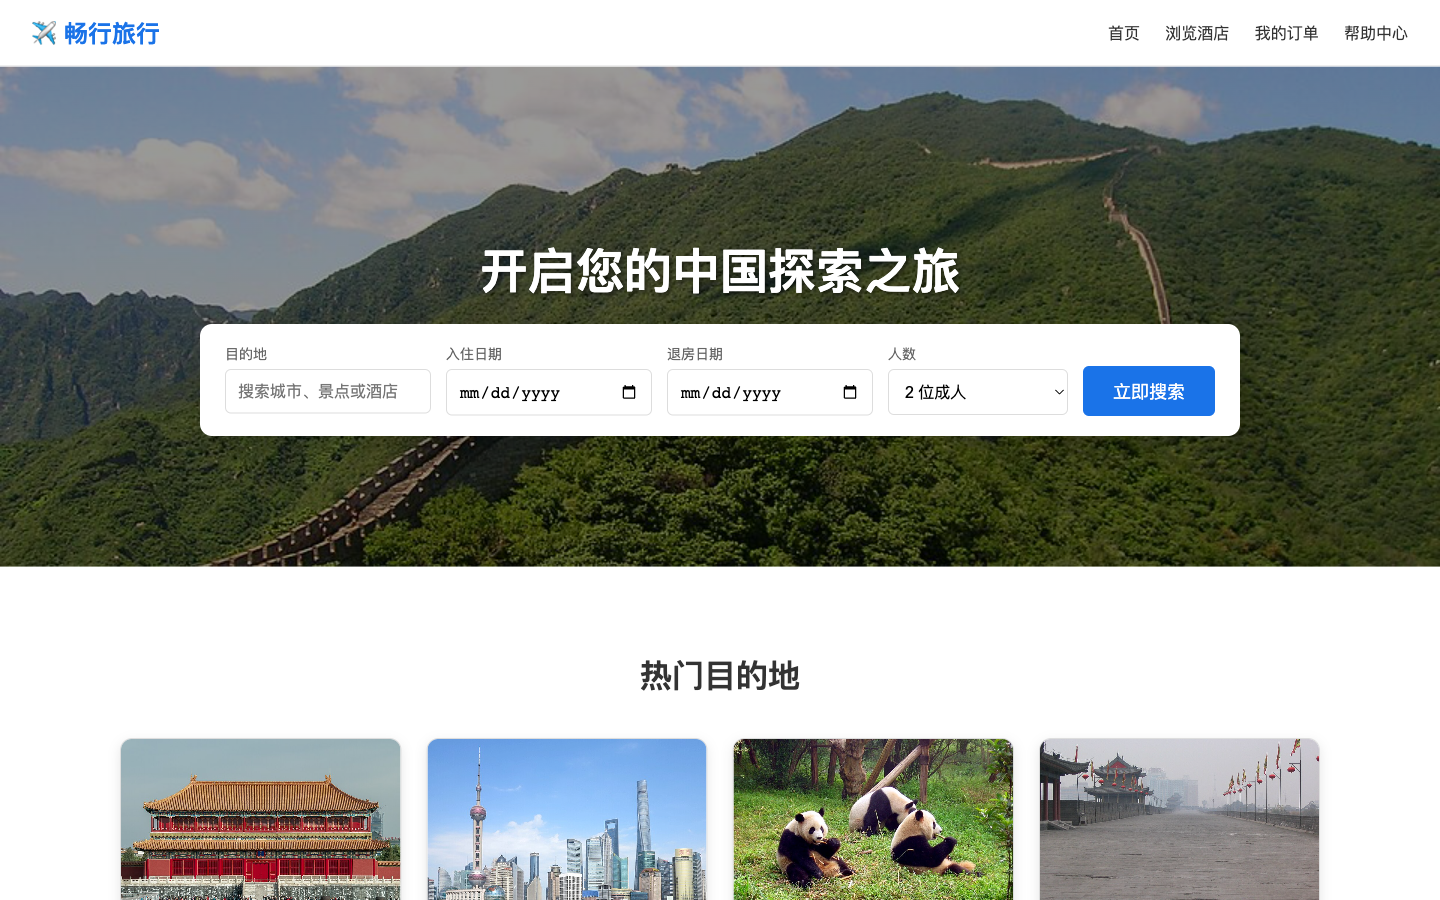 畅行旅行
首页 浏览酒店 我的订单 帮助中心
开启您的中国探索之旅
目的地 入住日期 退房日期 人数
搜索城市、景点或酒店 mm/dd/yyyy mm/dd/yyyy 2 位成人 立即搜索
热门目的地